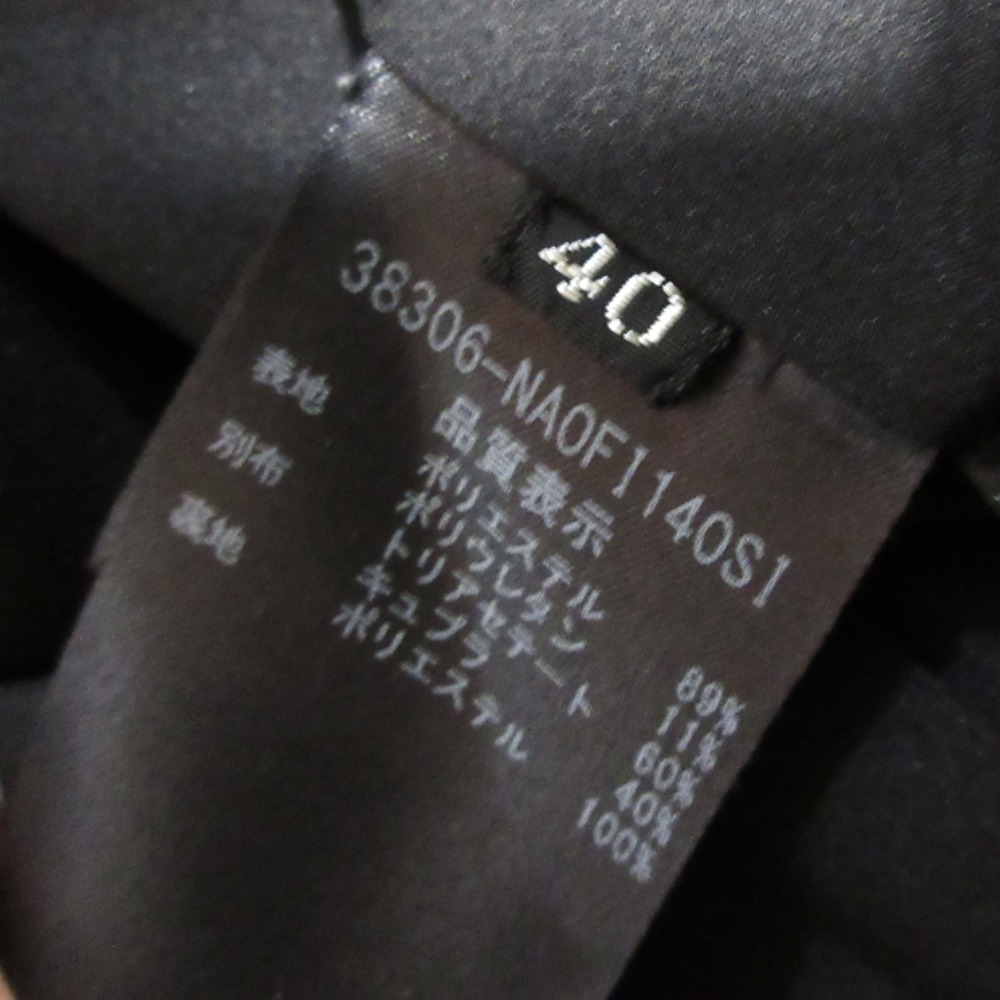 40
38306-NA0F1140S1
品質表示
表地 ポリエステル 89%
ポリウレタン 11%
別布 トリアセテート 60%
キュプラ 40%
裏地 ポリエステル 100%